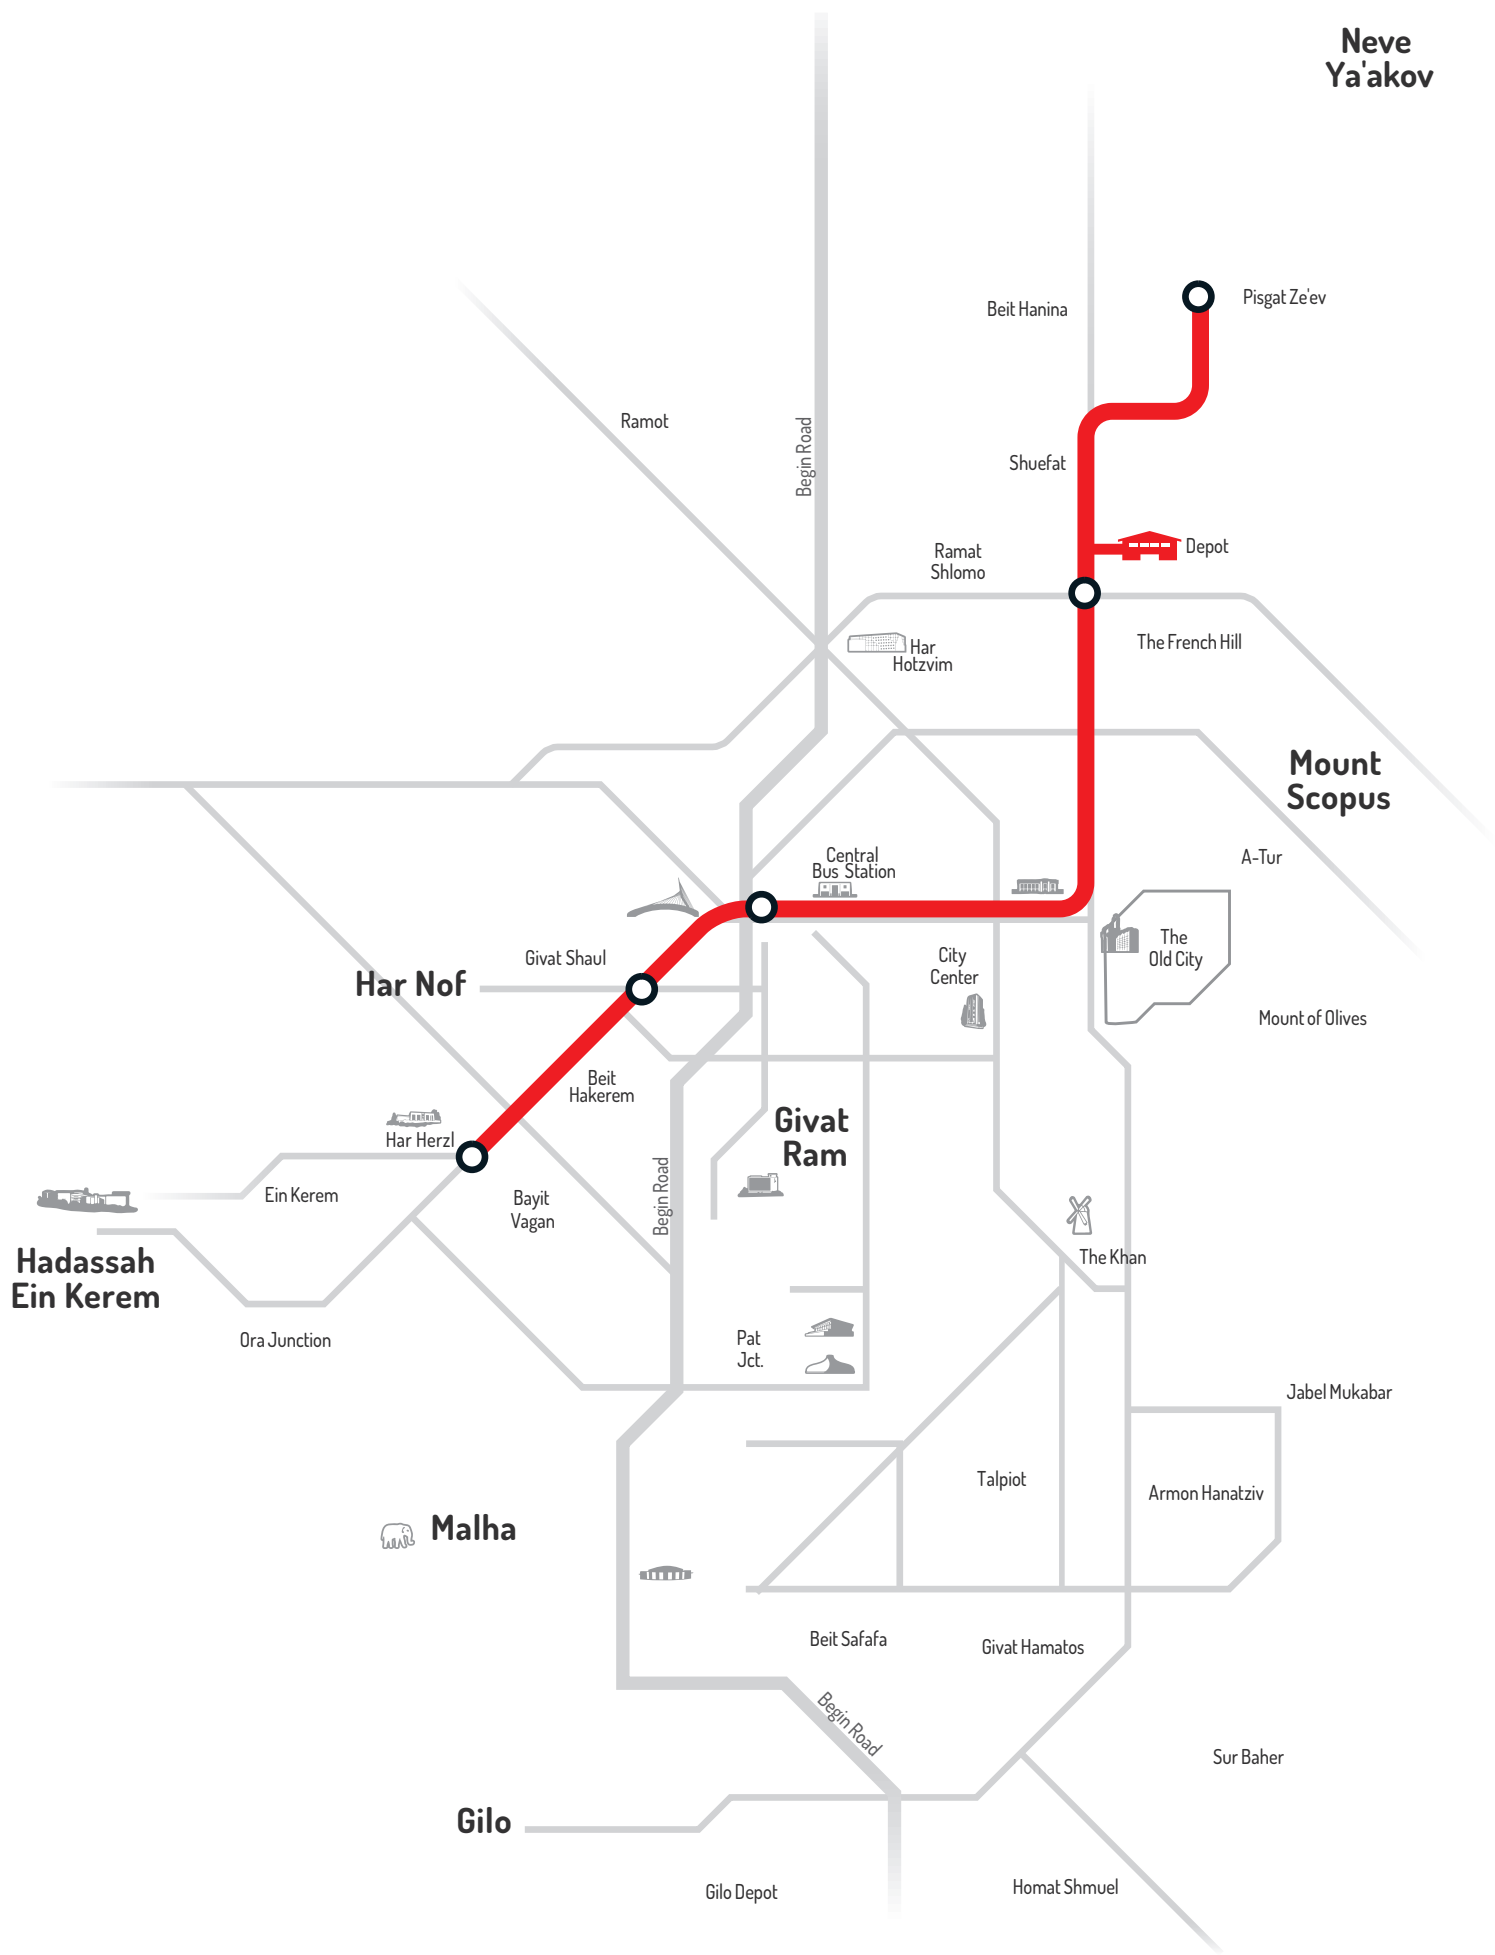 Neve
Ya'akov
Beit Hanina
Pisgat Ze'ev
Ramot
Begin Road
Shuefat
Ramat
Shlomo
Depot
Har
Hotzvim
The French Hill
Mount
Scopus
Central
Bus Station
A-Tur
Givat Shaul
Har Nof
City
Center
The
Old City
Mount of Olives
Beit
Hakerem
Givat
Ram
Har Herzl
Ein Kerem
Bayit
Vagan
Begin Road
Hadassah
Ein Kerem
The Khan
Ora Junction
Pat
Jct.
Jabel Mukabar
Talpiot
Armon Hanatziv
Malha
Beit Safafa
Givat Hamatos
Begin Road
Sur Baher
Gilo
Gilo Depot
Homat Shmuel